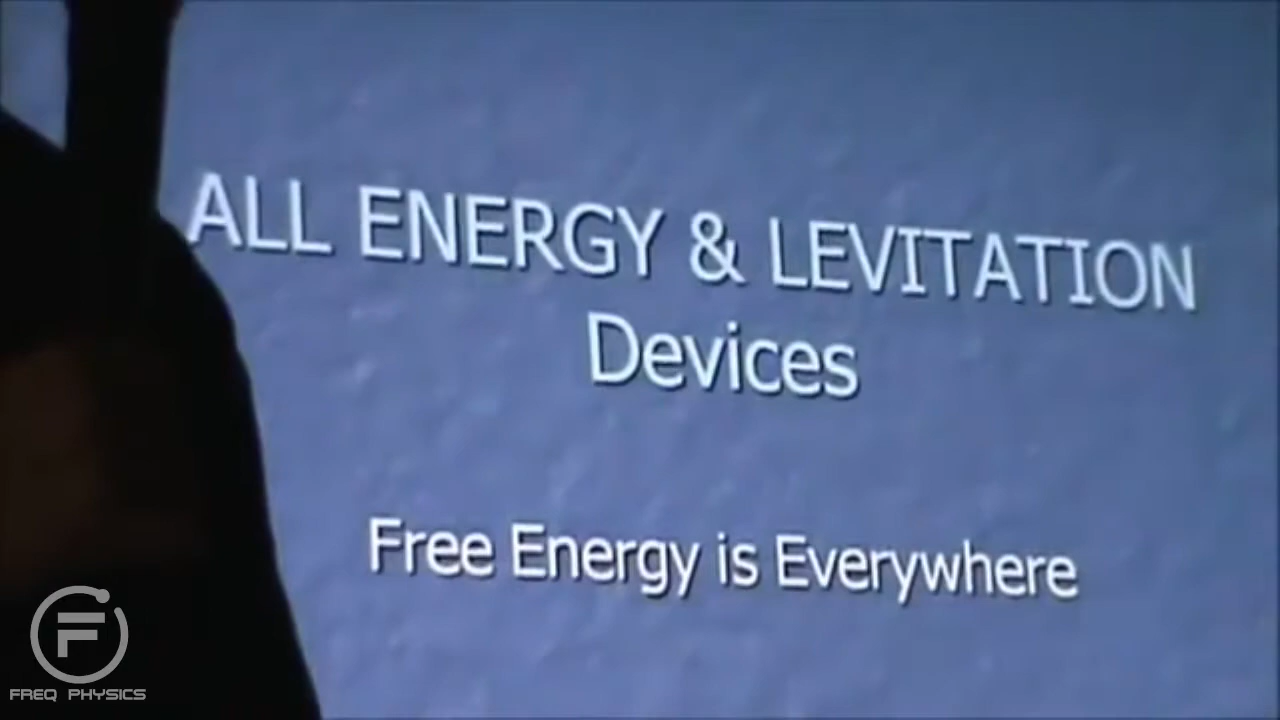 ALL ENERGY & LEVITATION
Devices
Free Energy is Everywhere
F
FREQ PHYSICS